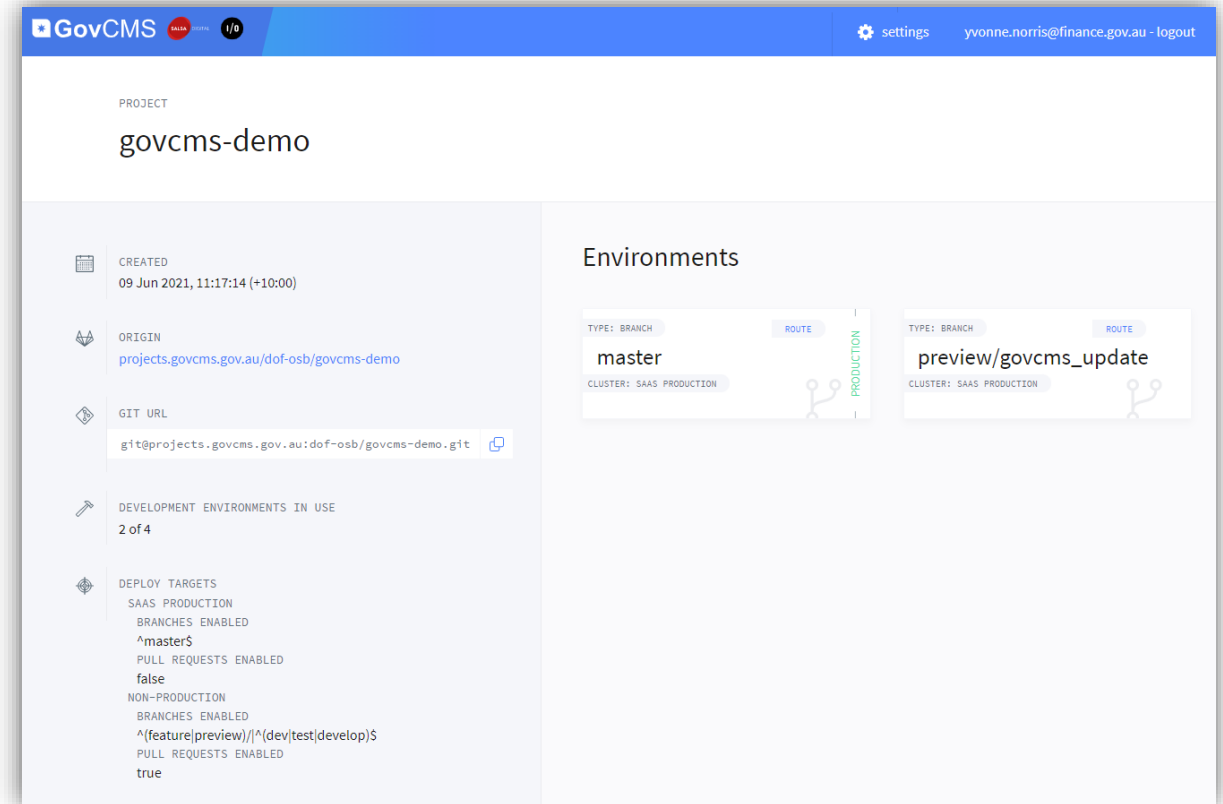 GovCMS SALSA DIGITAL I/O
settings
yvonne.norris@finance.gov.au - logout
PROJECT
govcms-demo
CREATED
09 Jun 2021, 11:17:14 (+10:00)
ORIGIN
projects.govcms.gov.au/dof-osb/govcms-demo
GIT URL
git@projects.govcms.gov.au:dof-osb/govcms-demo.git
DEVELOPMENT ENVIRONMENTS IN USE
2 of 4
DEPLOY TARGETS
SAAS PRODUCTION
BRANCHES ENABLED
^master$
PULL REQUESTS ENABLED
false
NON-PRODUCTION
BRANCHES ENABLED
^(feature|preview)/|^(dev|test|develop)$
PULL REQUESTS ENABLED
true
Environments
TYPE: BRANCH
ROUTE
master
CLUSTER: SAAS PRODUCTION
PRODUCTION
TYPE: BRANCH
ROUTE
preview/govcms_update
CLUSTER: SAAS PRODUCTION